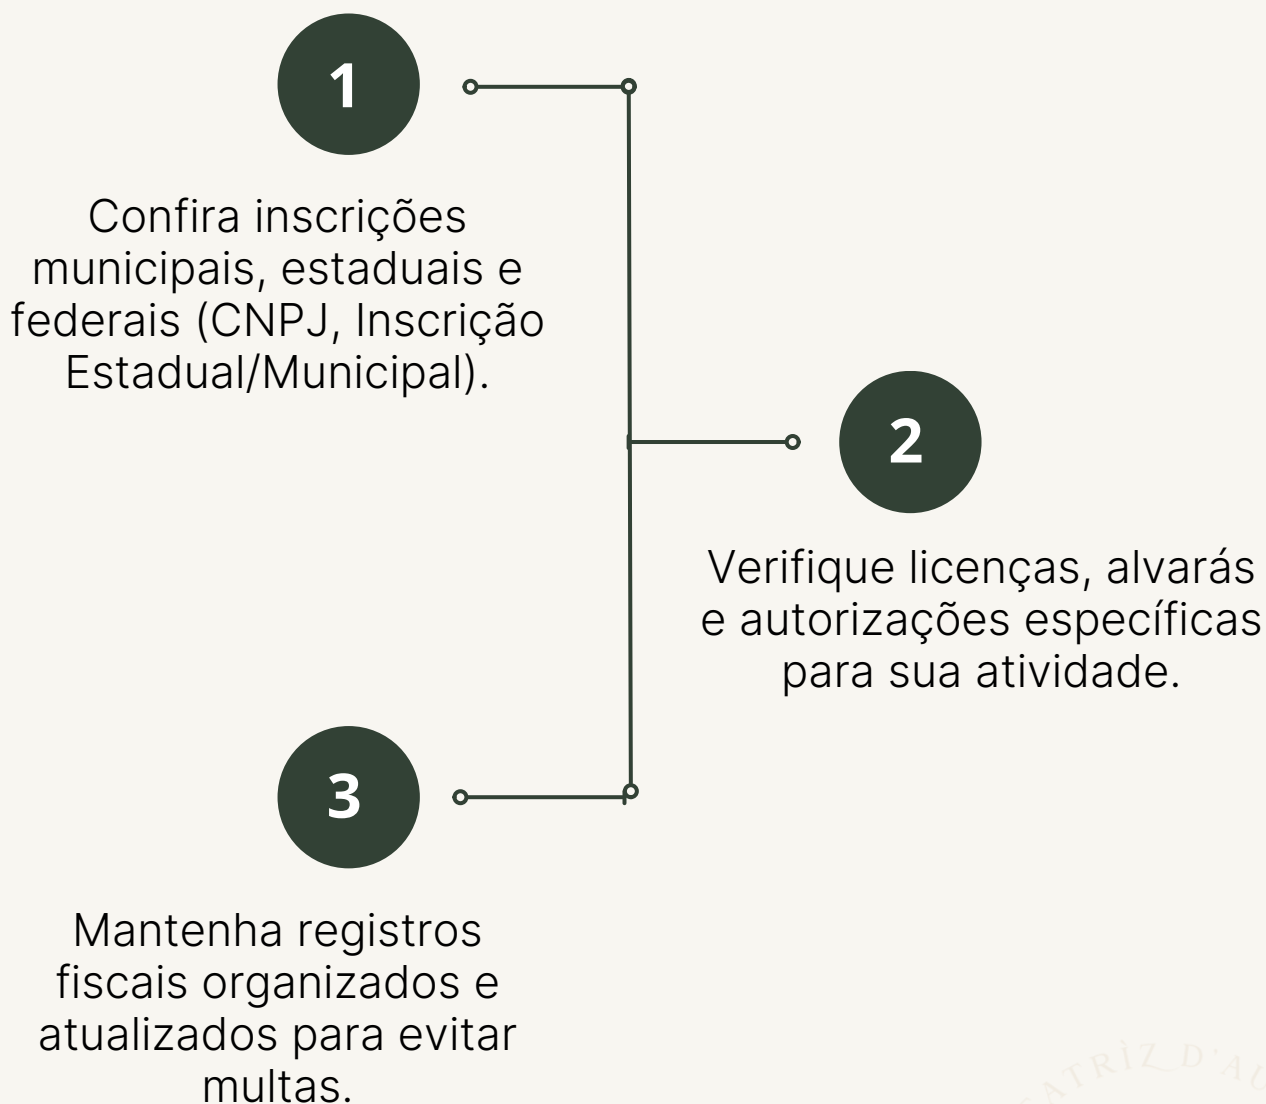 1
Confira inscrições
municipais, estaduais e
federais (CNPJ, Inscrição
Estadual/Municipal).
2
Verifique licenças, alvarás
e autorizações específicas
para sua atividade.
3
Mantenha registros
fiscais organizados e
atualizados para evitar
multas.